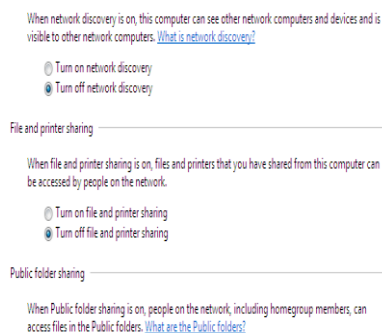 When network discovery is on, this computer can see other network computers and devices and is
visible to other network computers. What is network discovery?
Turn on network discovery
Turn off network discovery
File and printer sharing
When file and printer sharing is on, files and printers that you have shared from this computer can
be accessed by people on the network.
Turn on file and printer sharing
Turn off file and printer sharing
Public folder sharing
When Public folder sharing is on, people on the network, including homegroup members, can
access files in the Public folders. What are the Public folders?